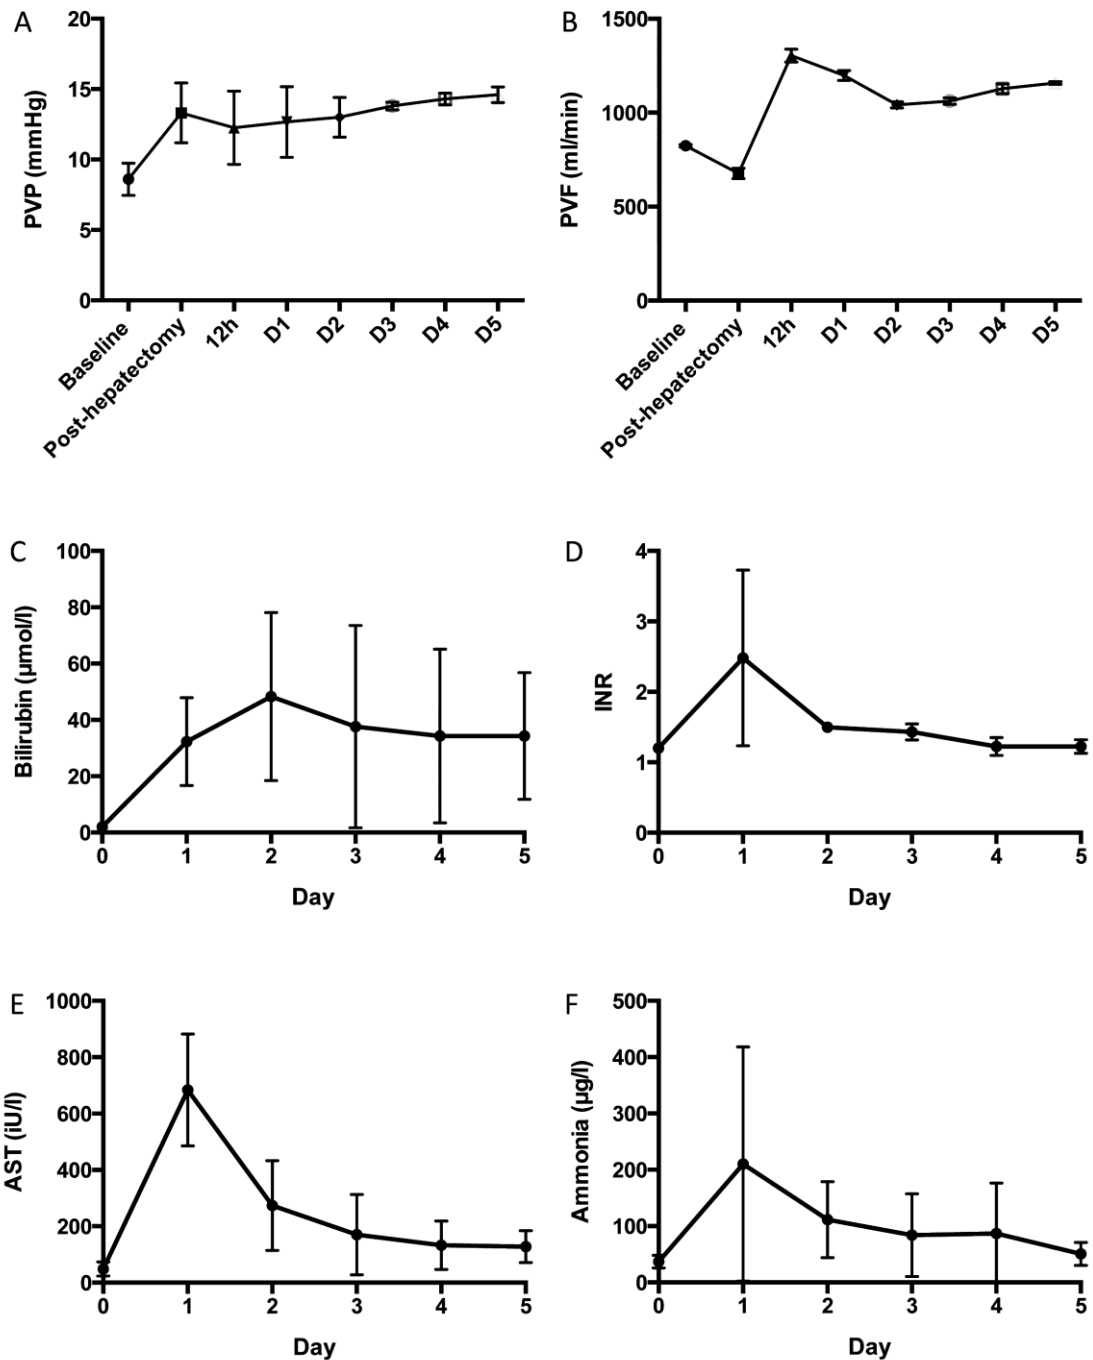 A
PVP (mmHg)
20
15
10
5
0
Baseline
Post-hepatectomy
12h
D1
D2
D3
D4
D5
B
PVF (ml/min)
1500
1000
500
0
Baseline
Post-hepatectomy
12h
D1
D2
D3
D4
D5
C
Bilirubin (μmol/l)
100
80
60
40
20
0
0 1 2 3 4 5
Day
D
INR
4
3
2
1
0
0 1 2 3 4 5
Day
E
AST (iU/l)
1000
800
600
400
200
0
0 1 2 3 4 5
Day
F
Ammonia (μg/l)
500
400
300
200
100
0
0 1 2 3 4 5
Day